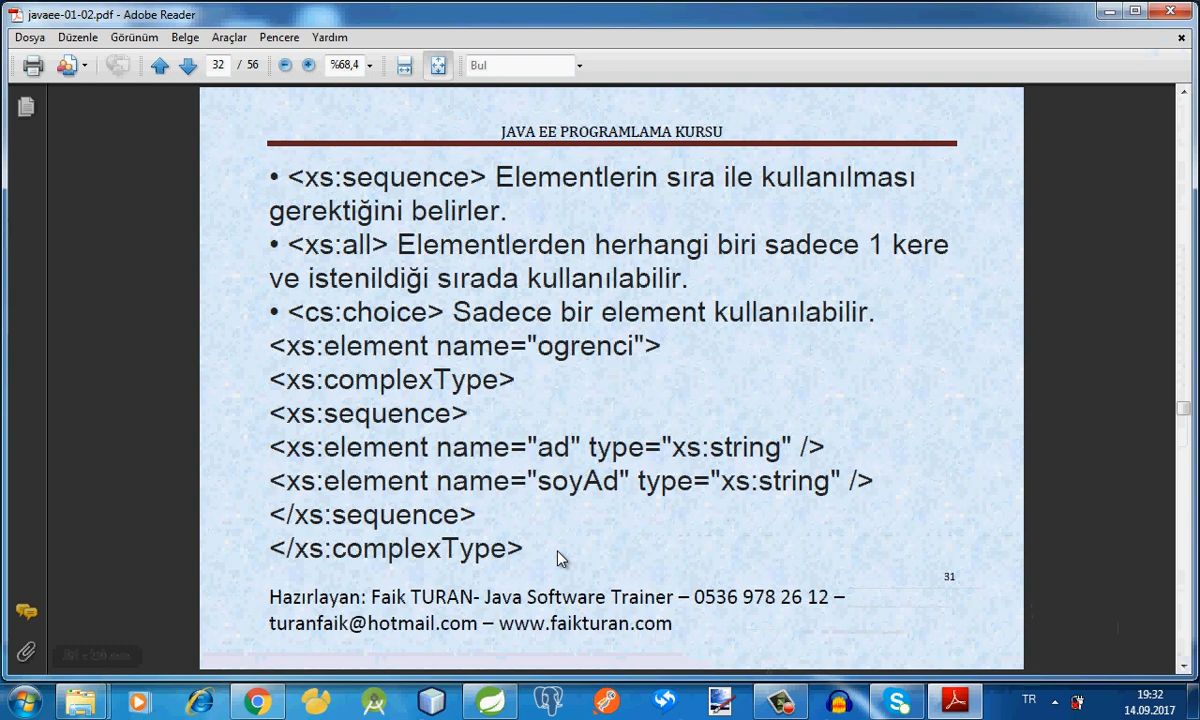 javaee-01-02.pdf - Adobe Reader
Dosya Düzenle Görünüm Belge Araçlar Pencere Yardım
32 / 56 %68,4 Bul
JAVA EE PROGRAMLAMA KURSU
• <xs:sequence> Elementlerin sıra ile kullanılması
gerektiğini belirler.
• <xs:all> Elementlerden herhangi biri sadece 1 kere
ve istenildiği sırada kullanılabilir.
• <cs:choice> Sadece bir element kullanılabilir.
<xs:element name="ogrenci">
<xs:complexType>
<xs:sequence>
<xs:element name="ad" type="xs:string" />
<xs:element name="soyAd" type="xs:string" />
</xs:sequence>
</xs:complexType>
31
Hazırlayan: Faik TURAN- Java Software Trainer – 0536 978 26 12 –
turanfaik@hotmail.com – www.faikturan.com
TR
19:32
14.09.2017